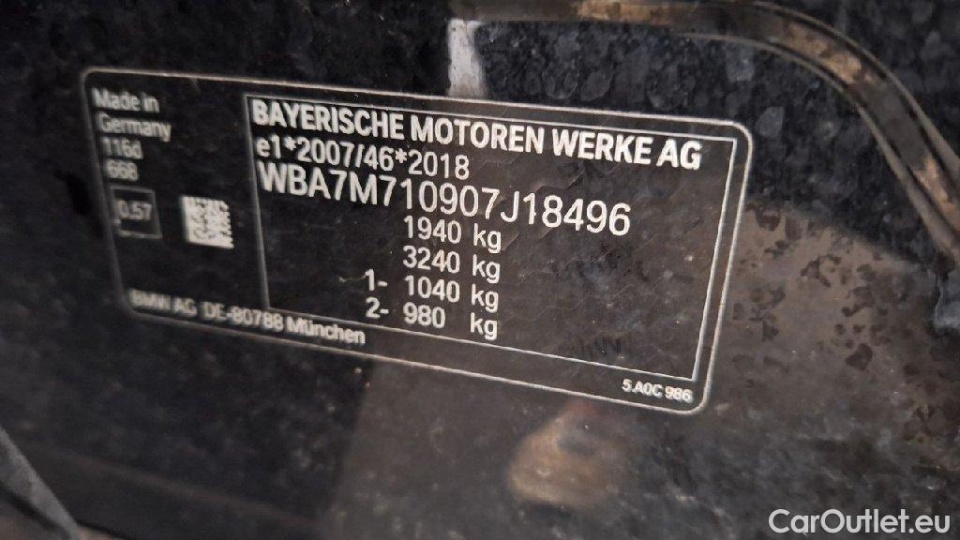 Made in
Germany
116d
668
0.57
BAYERISCHE MOTOREN WERKE AG
e1*2007/46*2018
WBA7M710907J18496
1940 kg
3240 kg
1- 1040 kg
2- 980 kg
BMW AG DE-80788 München
5.A0C 986
CarOutlet.eu